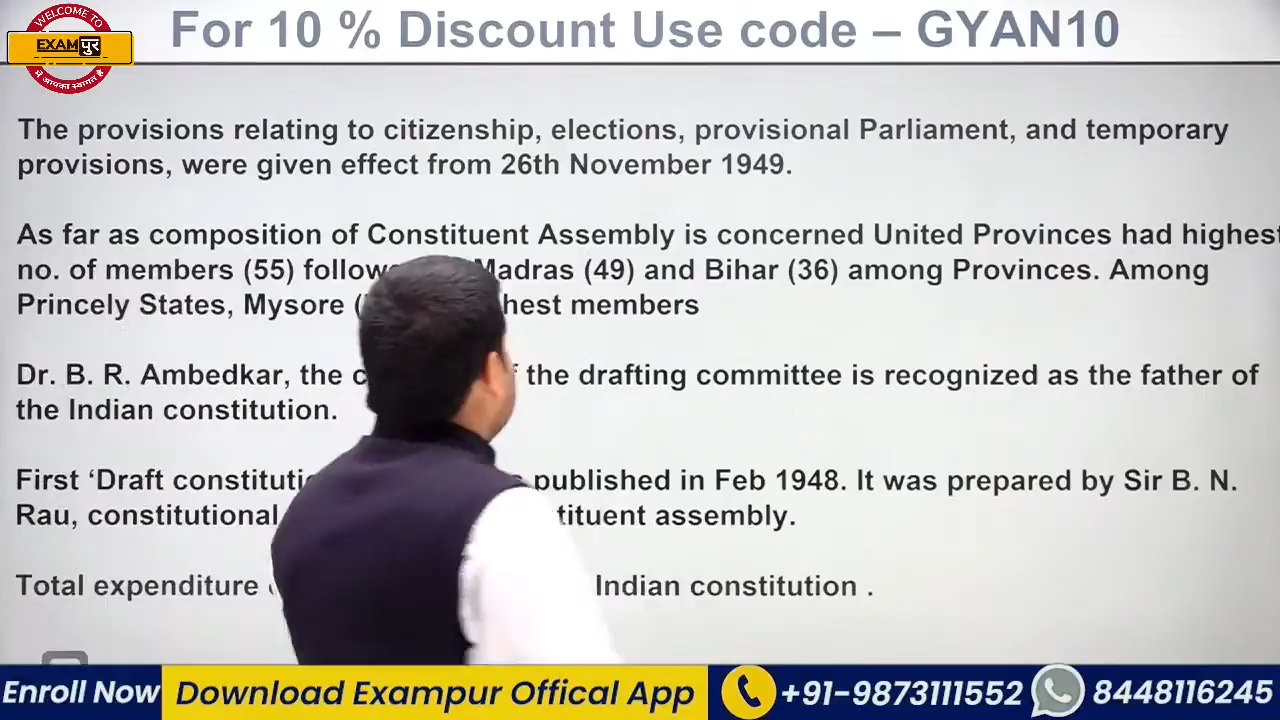 WELCOME TO
EXAMपुर
में आपका स्वागत है
For 10 % Discount Use code – GYAN10
The provisions relating to citizenship, elections, provisional Parliament, and temporary
provisions, were given effect from 26th November 1949.
As far as composition of Constituent Assembly is concerned United Provinces had highest
no. of members (55) Madras (49) and Bihar (36) among Provinces. Among
Princely States, Mysore members
Dr. B. R. Ambedkar, the the drafting committee is recognized as the father of
the Indian constitution.
First ‘Draft published in Feb 1948. It was prepared by Sir B. N.
Rau, constitutional assembly.
Total expenditure Indian constitution .
Enroll Now Download Exampur Offical App +91-9873111552 8448116245